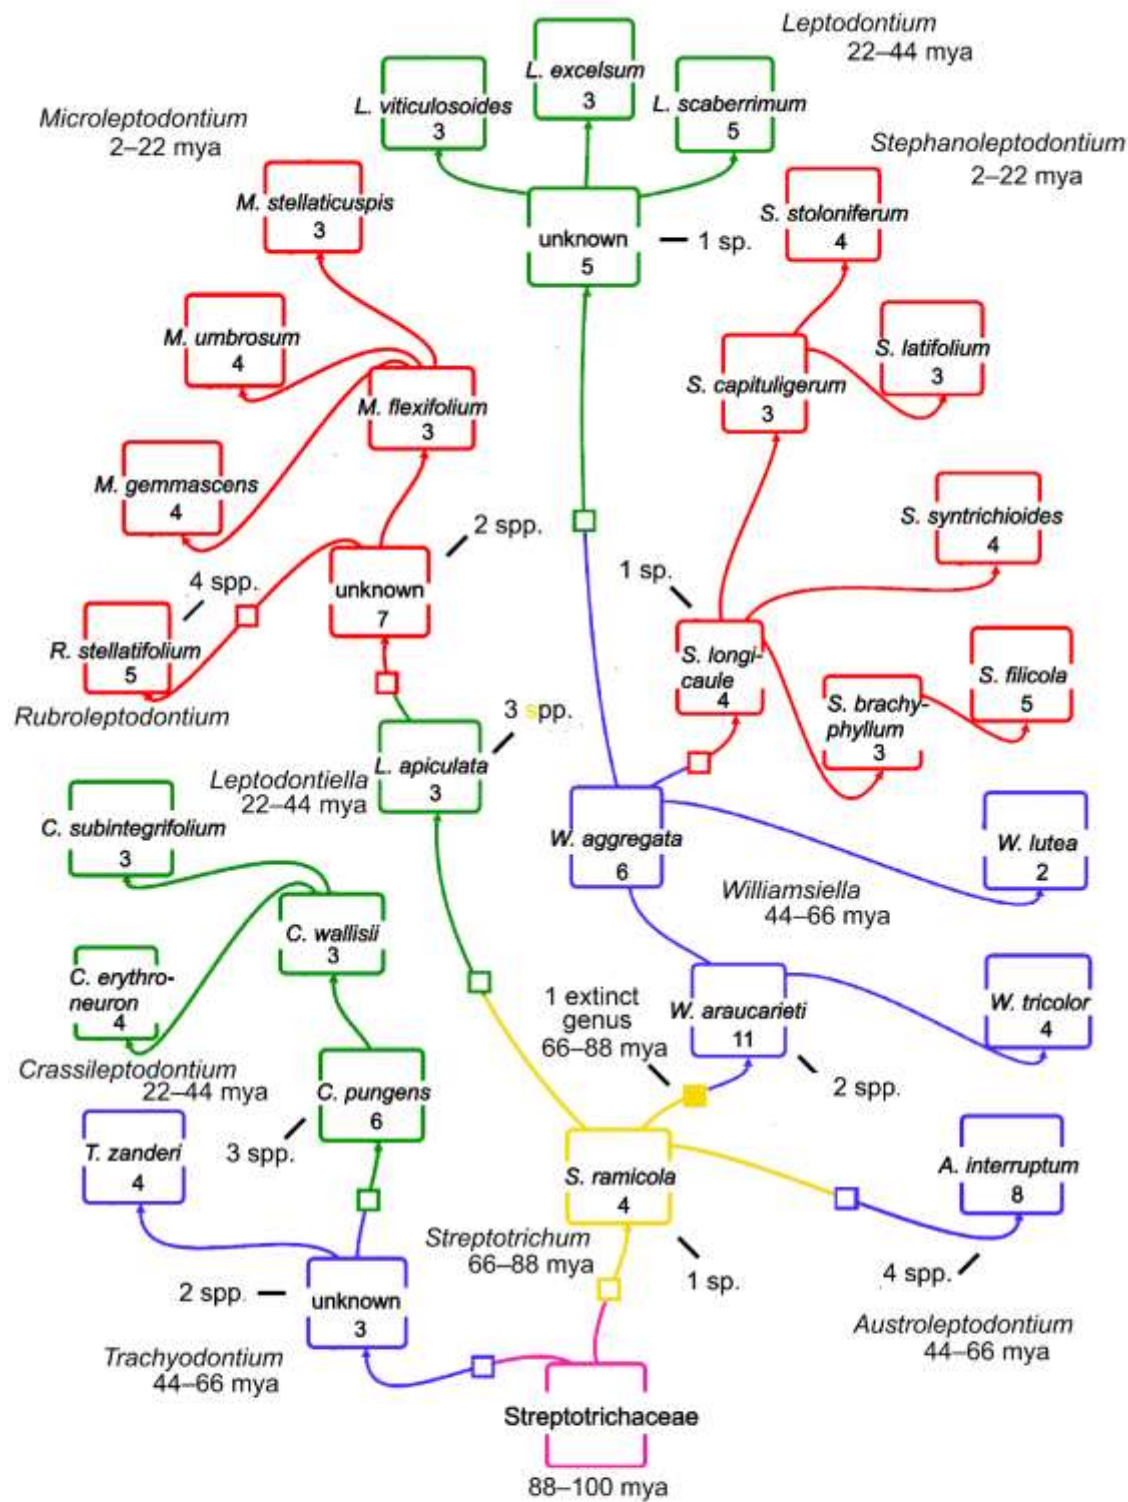 Leptodontium
22–44 mya
L. excelsum
3
L. viticulosoides
3
L. scaberrimum
5
Microleptodontium
2–22 mya
Stephanoleptodontium
2–22 mya
M. stellaticuspis
3
unknown
5
1 sp.
S. stoloniferum
4
M. umbrosum
4
S. latifolium
3
S. capituligerum
3
M. flexifolium
3
M. gemmascens
4
S. syntrichioides
4
2 spp.
4 spp.
unknown
7
1 sp.
R. stellatifolium
5
Rubroleptodontium
S. longi-
caule
4
S. filicola
5
S. brachy-
phyllum
3
3 spp.
L. apiculata
3
Leptodontiella
22–44 mya
C. subintegrifolium
3
W. aggregata
6
W. lutea
2
Williamsiella
44–66 mya
C. wallisii
3
C. erythro-
neuron
4
1 extinct
genus
66–88 mya
W. araucarieti
11
W. tricolor
4
Crassileptodontium
22–44 mya
C. pungens
6
2 spp.
3 spp.
T. zanderi
4
S. ramicola
4
A. interruptum
8
Streptotrichum
66–88 mya
1 sp.
4 spp.
2 spp.
unknown
3
Austroleptodontium
44–66 mya
Trachyodontium
44–66 mya
Streptotrichaceae
88–100 mya